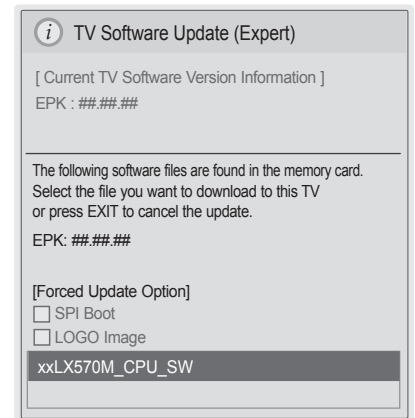 i TV Software Update (Expert)
[ Current TV Software Version Information ]
EPK : ##.##.##
The following software files are found in the memory card.
Select the file you want to download to this TV
or press EXIT to cancel the update.
EPK: ##.##.##
[Forced Update Option]
SPI Boot
LOGO Image
xxLX570M_CPU_SW